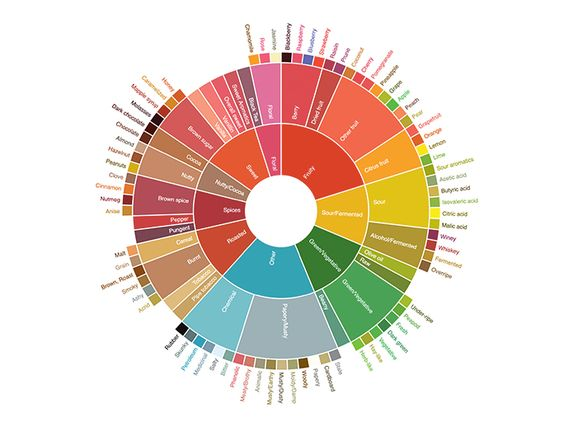 Fruity
Sour/Fermented
Green/Vegetative
Other
Roasted
Spices
Nutty/Cocoa
Sweet
Floral
Berry
Dried fruit
Other fruit
Citrus fruit
Sour
Alcohol/Fermented
Olive oil
Raw
Green/Vegetative
Beany
Papery/Musty
Chemical
Pipe tobacco
Tobacco
Burnt
Cereal
Pungent
Pepper
Brown spice
Nutty
Cocoa
Brown sugar
Vanilla
Overall sweet
Sweet Aromatics
Black Tea
Floral
Blackberry
Raspberry
Blueberry
Strawberry
Raisin
Prune
Coconut
Cherry
Pomegranate
Pineapple
Grape
Apple
Peach
Pear
Grapefruit
Orange
Lemon
Lime
Sour aromatics
Acetic acid
Butyric acid
Isovaleric acid
Citric acid
Malic acid
Winey
Whiskey
Fermented
Overripe
Under-ripe
Peapod
Fresh
Dark green
Vegetative
Hay-like
Herb-like
Stale
Cardboard
Papery
Woody
Moldy/Damp
Musty/Dusty
Musty/Earthy
Animalic
Meaty/Brothy
Phenolic
Bitter
Salty
Medicinal
Petroleum
Skunky
Rubber
Acrid
Ashy
Smoky
Brown, Roast
Grain
Malt
Anise
Nutmeg
Cinnamon
Clove
Peanuts
Hazelnut
Almond
Chocolate
Dark chocolate
Molasses
Mapple syrup
Caramelized
Honey
Chamomile
Rose
Jasmine